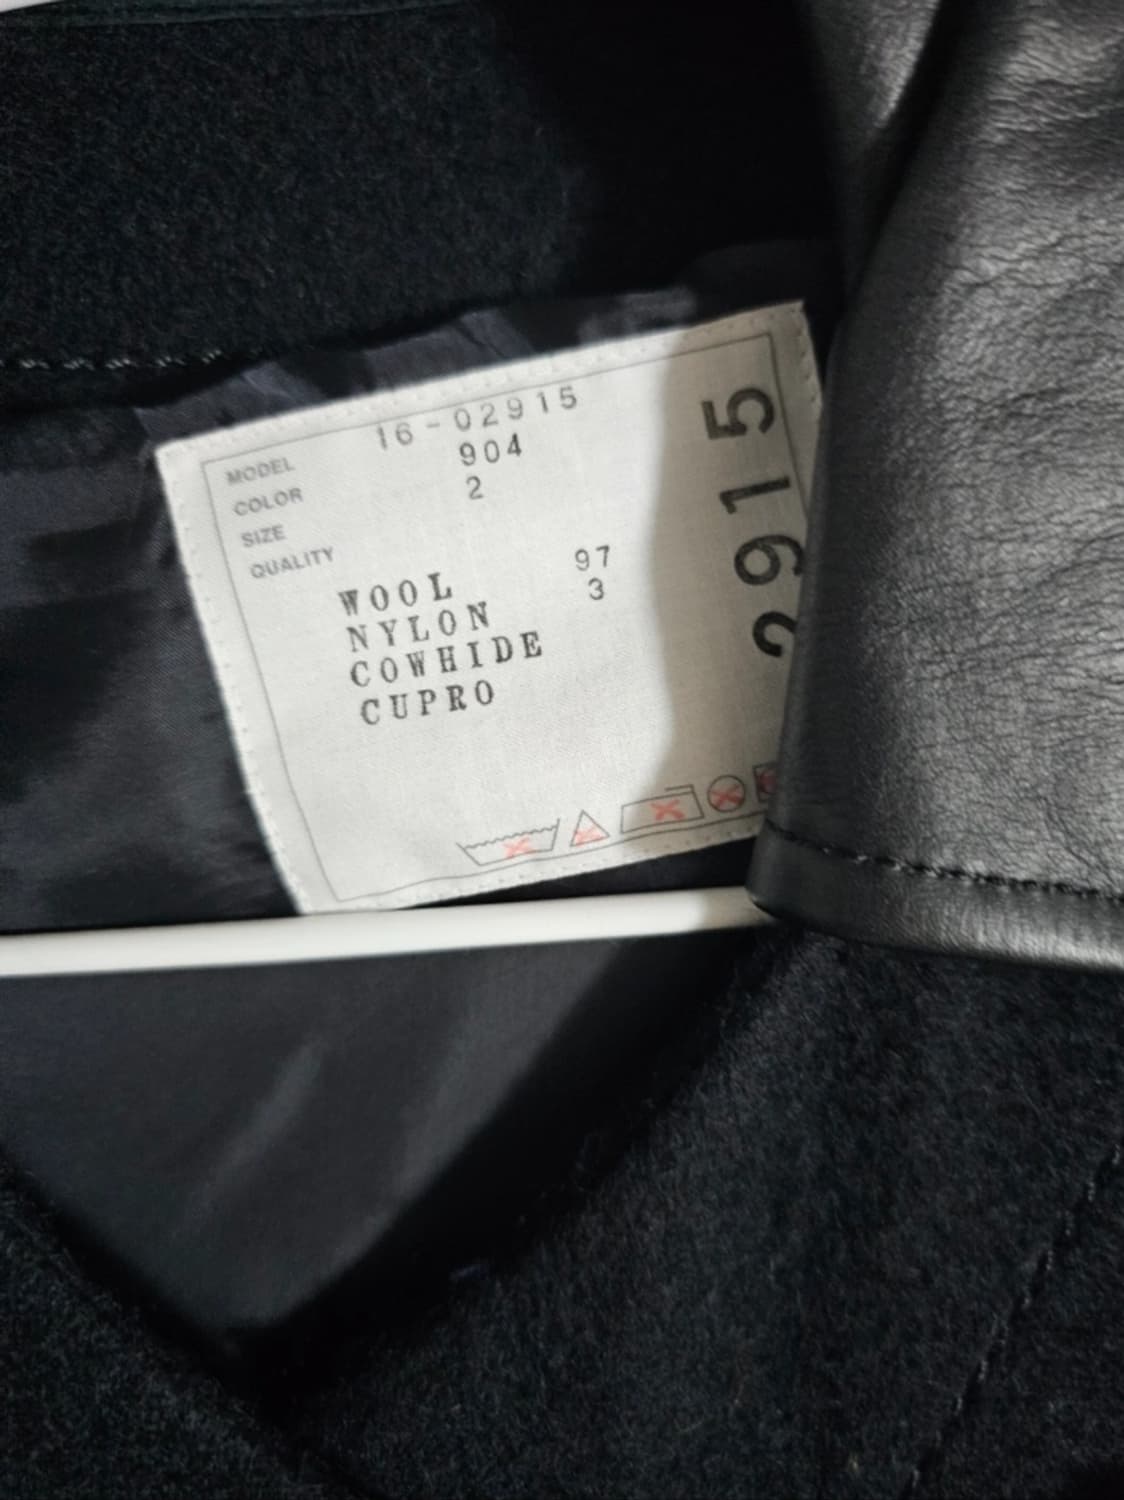 MODEL 16-02915
COLOR 904
SIZE 2
QUALITY
WOOL 97
NYLON 3
COWHIDE
CUPRO
2915